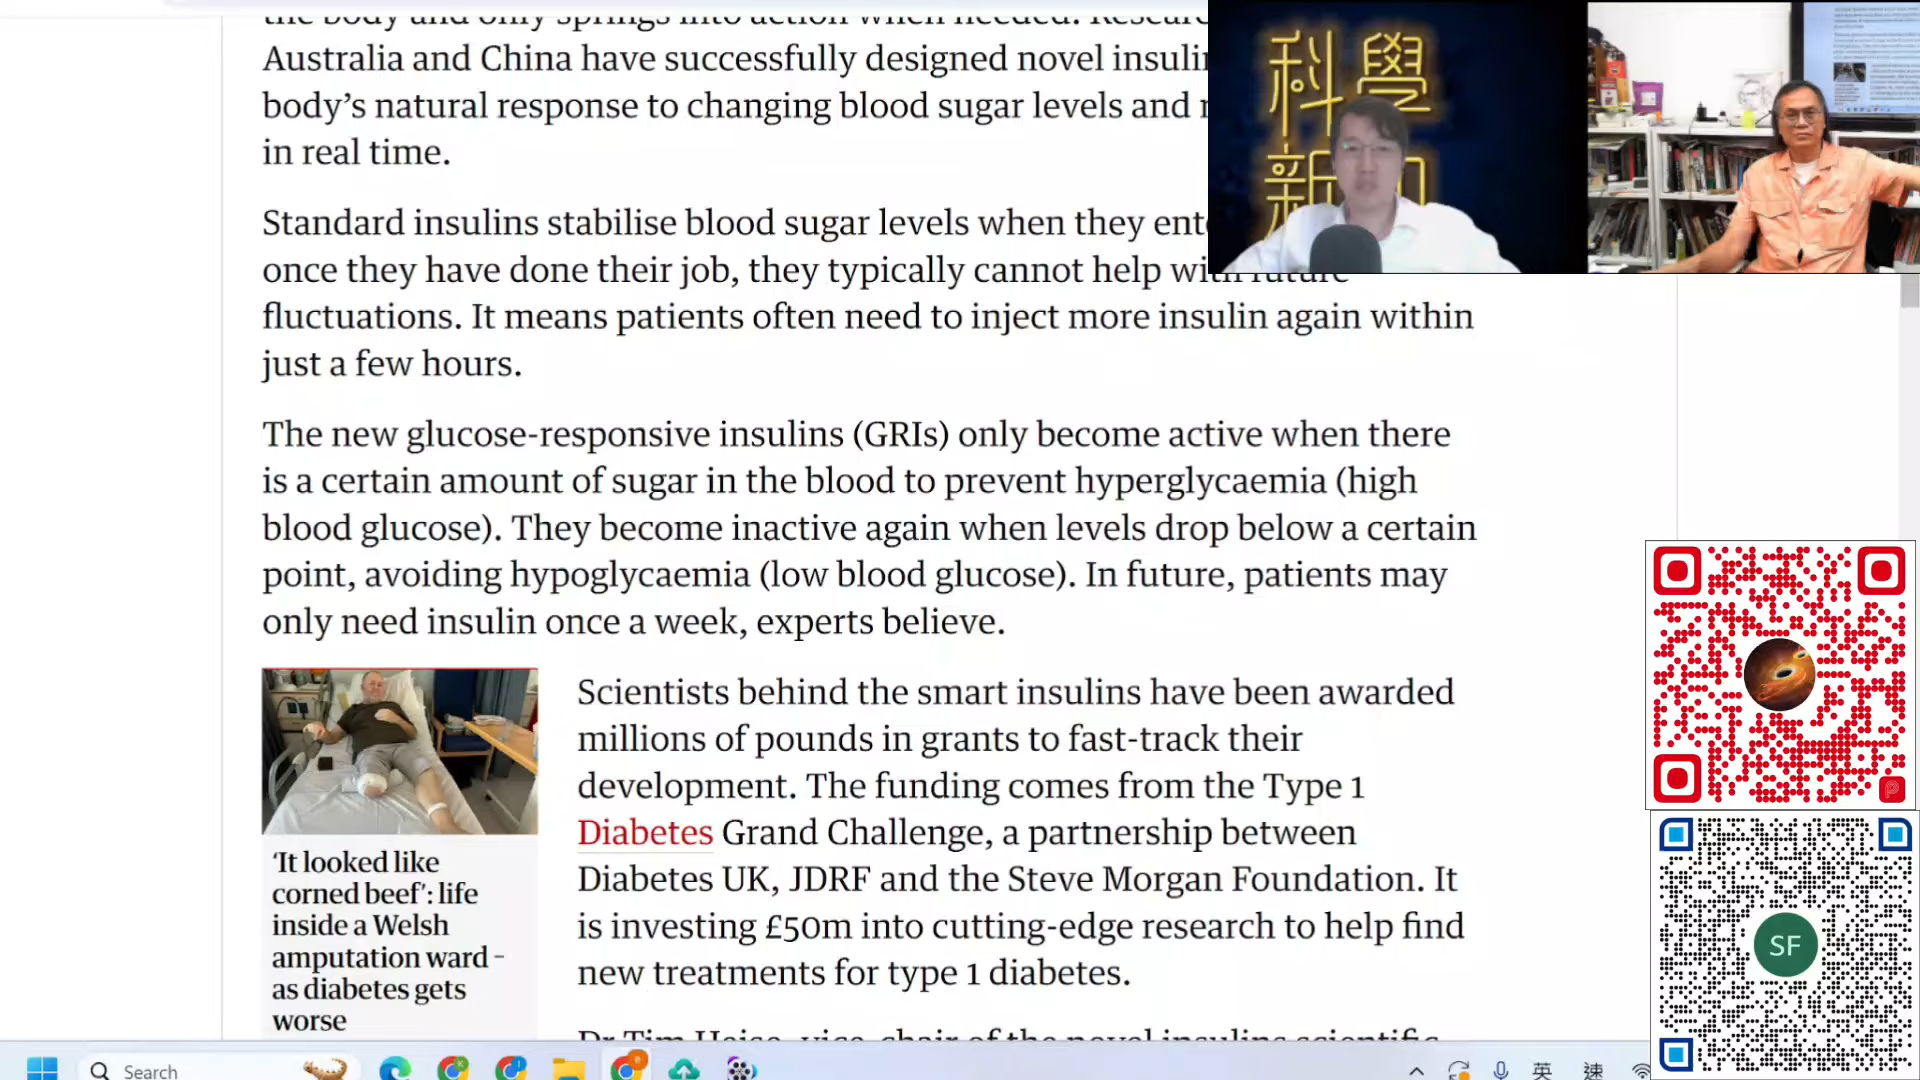 Australia and China have successfully designed novel
body’s natural response to changing blood sugar levels and
in real time.
Standard insulins stabilise blood sugar levels when they
once they have done their job, they typically cannot help with future
fluctuations. It means patients often need to inject more insulin again within
just a few hours.
The new glucose-responsive insulins (GRIs) only become active when there
is a certain amount of sugar in the blood to prevent hyperglycaemia (high
blood glucose). They become inactive again when levels drop below a certain
point, avoiding hypoglycaemia (low blood glucose). In future, patients may
only need insulin once a week, experts believe.
Scientists behind the smart insulins have been awarded
millions of pounds in grants to fast-track their
development. The funding comes from the Type 1
Diabetes Grand Challenge, a partnership between
Diabetes UK, JDRF and the Steve Morgan Foundation. It
is investing £50m into cutting-edge research to help find
new treatments for type 1 diabetes.
‘It looked like
corned beef’: life
inside a Welsh
amputation ward –
as diabetes gets
worse
科學
新
SF
Search
英
速